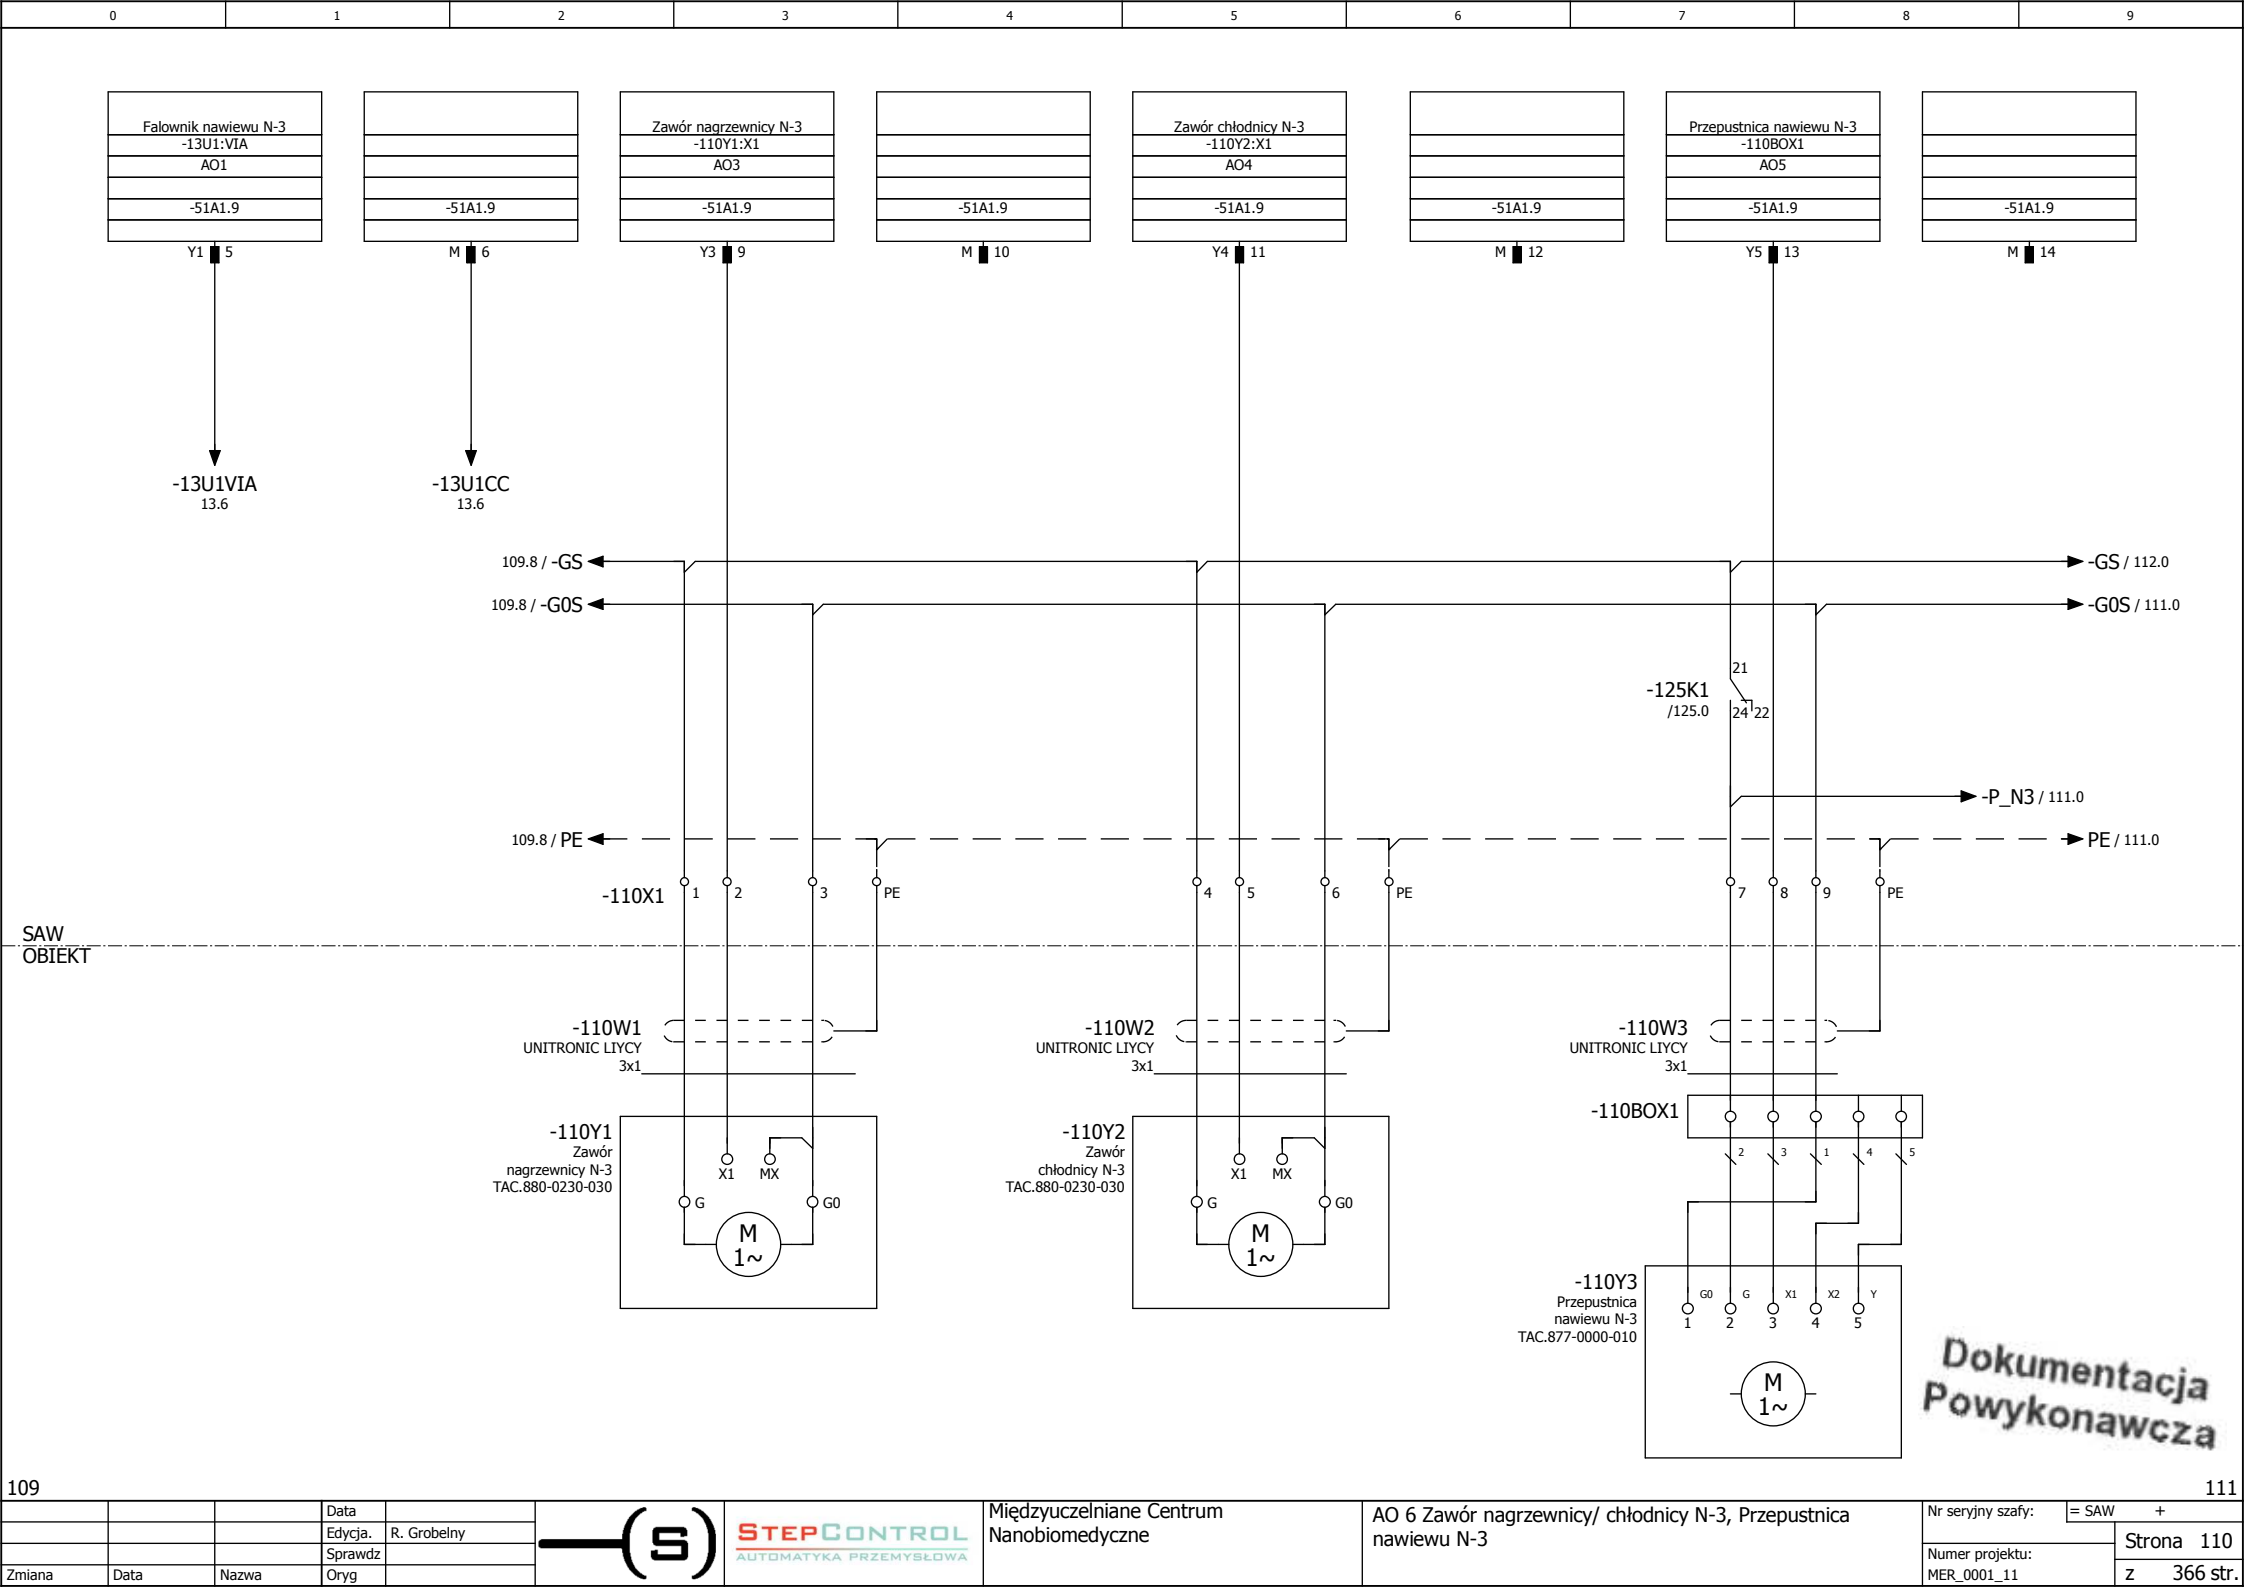 0 1 2 3 4 5 6 7 8 9
Falownik nawiewu N-3
-13U1:VIA
AO1
-51A1.9
Y1 5
-51A1.9
M 6
Zawór nagrzewnicy N-3
-110Y1:X1
AO3
-51A1.9
Y3 9
-51A1.9
M 10
Zawór chłodnicy N-3
-110Y2:X1
AO4
-51A1.9
Y4 11
-51A1.9
M 12
Przepustnica nawiewu N-3
-110BOX1
AO5
-51A1.9
Y5 13
-51A1.9
M 14
-13U1VIA
13.6
-13U1CC
13.6
109.8 / -GS
-GS / 112.0
109.8 / -G0S
-G0S / 111.0
21
-125K1
/125.0
24 22
-P_N3 / 111.0
109.8 / PE
PE / 111.0
-110X1 1 2 3 PE 4 5 6 PE 7 8 9 PE
SAW
OBIEKT
-110W1
UNITRONIC LIYCY
3x1
-110W2
UNITRONIC LIYCY
3x1
-110W3
UNITRONIC LIYCY
3x1
-110Y1
Zawór
nagrzewnicy N-3
TAC.880-0230-030
X1 MX
G G0
M
1~
-110Y2
Zawór
chłodnicy N-3
TAC.880-0230-030
X1 MX
G G0
M
1~
-110BOX1
2 3 1 4 5
-110Y3
Przepustnica
nawiewu N-3
TAC.877-0000-010
G0 G X1 X2 Y
1 2 3 4 5
M
1~
Dokumentacja
Powykonawcza
109
111
Data
Edycja. R. Grobelny
Sprawdz
Zmiana Data Nazwa Oryg
S
STEPCONTROL
AUTOMATYKA PRZEMYSŁOWA
Międzyuczelniane Centrum
Nanobiomedyczne
AO 6 Zawór nagrzewnicy/ chłodnicy N-3, Przepustnica
nawiewu N-3
Nr seryjny szafy:
= SAW +
Numer projektu:
MER_0001_11
Strona 110
z 366 str.